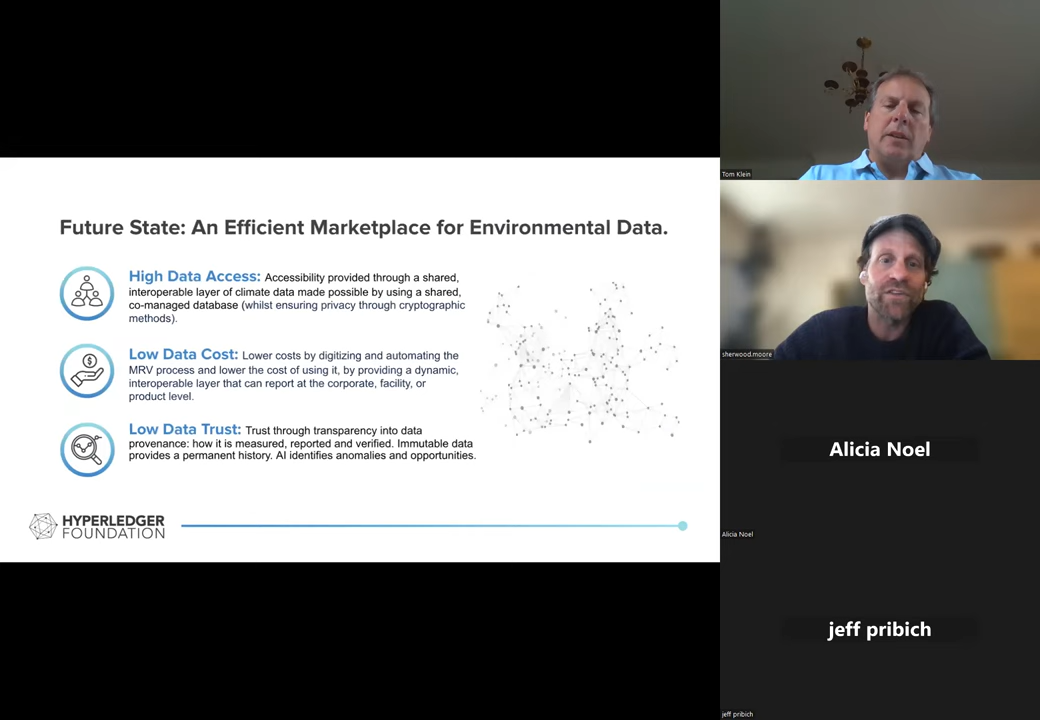 Future State: An Efficient Marketplace for Environmental Data.
High Data Access: Accessibility provided through a shared,
interoperable layer of climate data made possible by using a shared,
co-managed database (whilst ensuring privacy through cryptographic
methods).
Low Data Cost: Lower costs by digitizing and automating the
MRV process and lower the cost of using it, by providing a dynamic,
interoperable layer that can report at the corporate, facility, or
product level.
Low Data Trust: Trust through transparency into data
provenance: how it is measured, reported and verified. Immutable data
provides a permanent history. AI identifies anomalies and opportunities.
HYPERLEDGER
FOUNDATION
Tom Klein
sherwood.moore
Alicia Noel
Alicia Noel
jeff pribich
jeff pribich